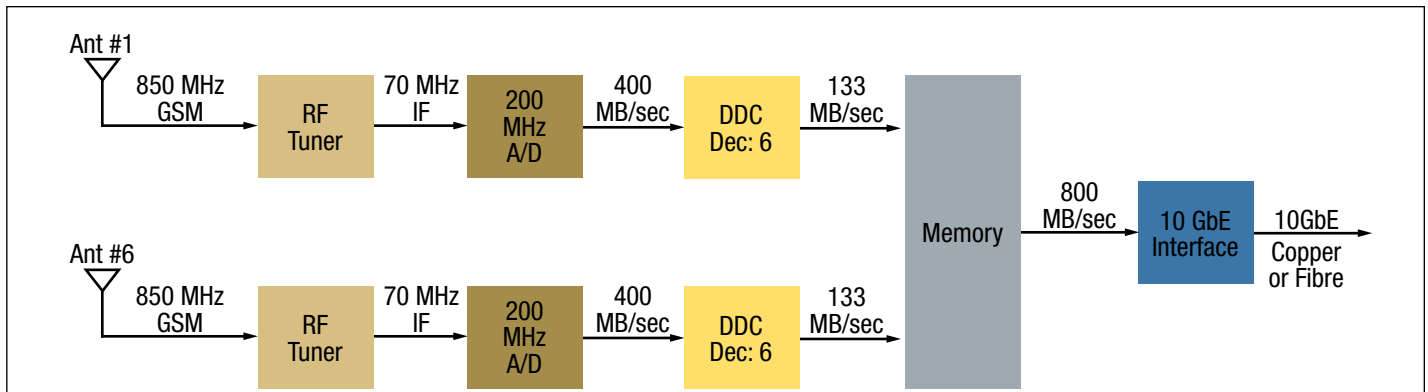 Ant #1
850 MHz
GSM
RF
Tuner
70 MHz
IF
200
MHz
A/D
400
MB/sec
DDC
Dec: 6
133
MB/sec
Ant #6
850 MHz
GSM
RF
Tuner
70 MHz
IF
200
MHz
A/D
400
MB/sec
DDC
Dec: 6
133
MB/sec
Memory
800
MB/sec
10 GbE
Interface
10GbE
Copper
or Fibre